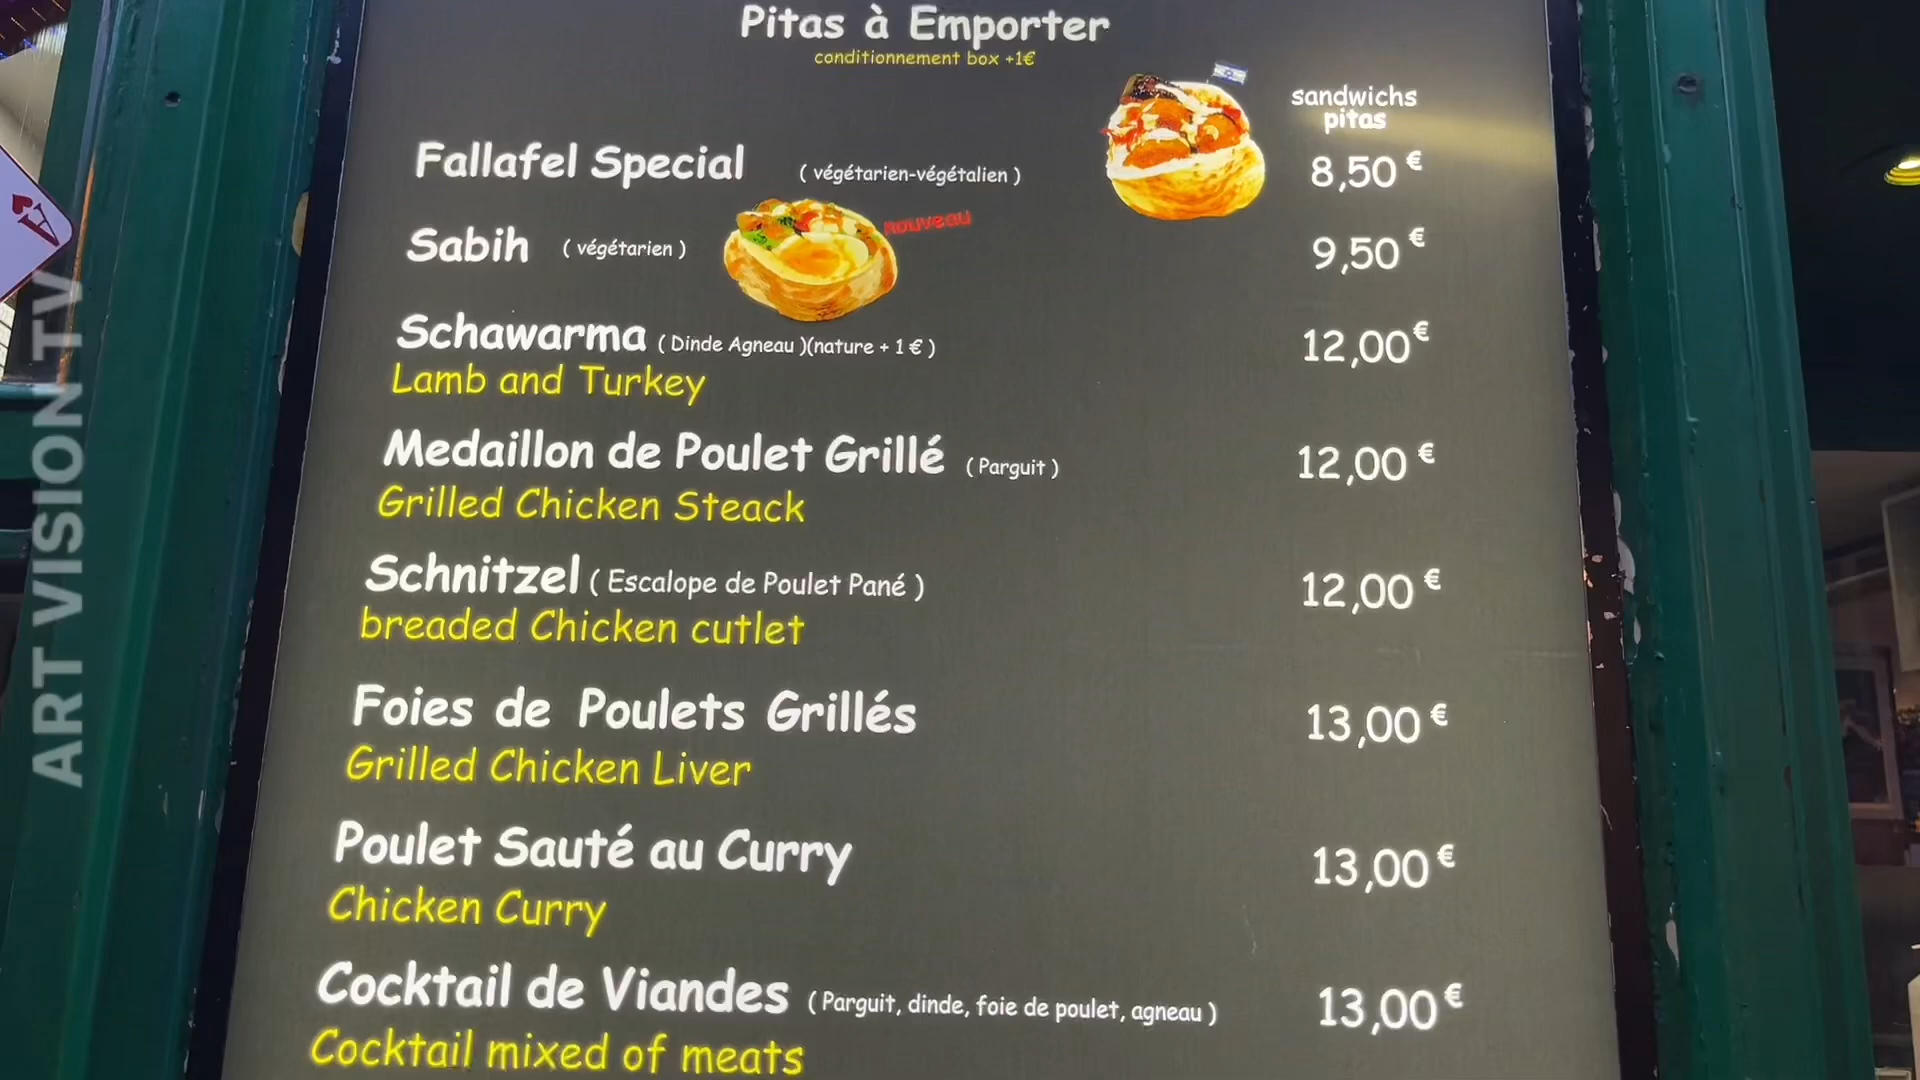 Pitas à Emporter
conditionnement box +1€
sandwichs
pitas
Fallafel Special ( végétarien-végétalien ) 8,50 €
Sabih ( végétarien ) nouveau 9,50 €
Schawarma ( Dinde Agneau )(nature + 1 € ) 12,00 €
Lamb and Turkey
Medaillon de Poulet Grillé ( Parguit ) 12,00 €
Grilled Chicken Steack
Schnitzel ( Escalope de Poulet Pané ) 12,00 €
breaded Chicken cutlet
Foies de Poulets Grillés 13,00 €
Grilled Chicken Liver
Poulet Sauté au Curry 13,00 €
Chicken Curry
Cocktail de Viandes ( Parguit, dinde, foie de poulet, agneau ) 13,00 €
Cocktail mixed of meats
A
ART VISION TV